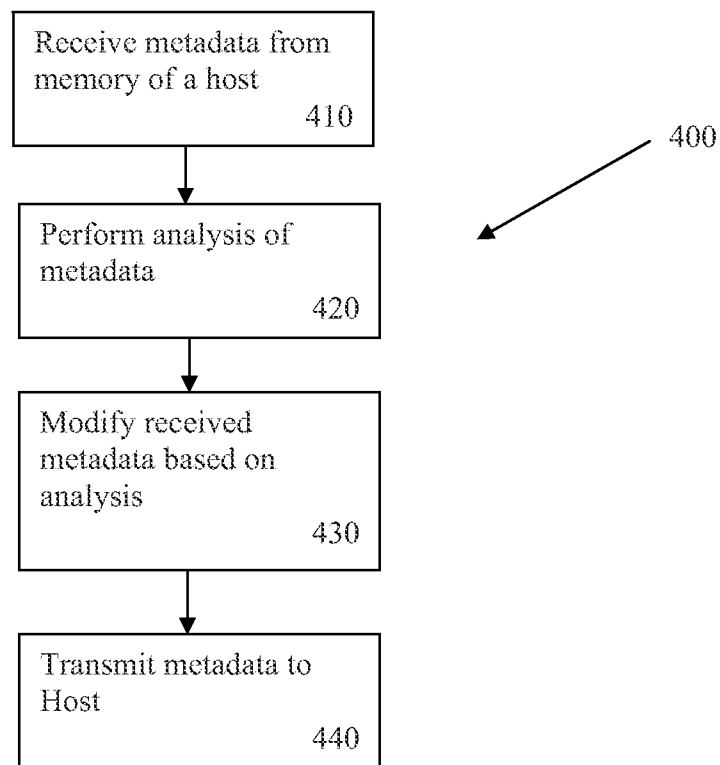 Receive metadata from
memory of a host
410
400
Perform analysis of
metadata
420
Modify received
metadata based on
analysis
430
Transmit metadata to
Host
440